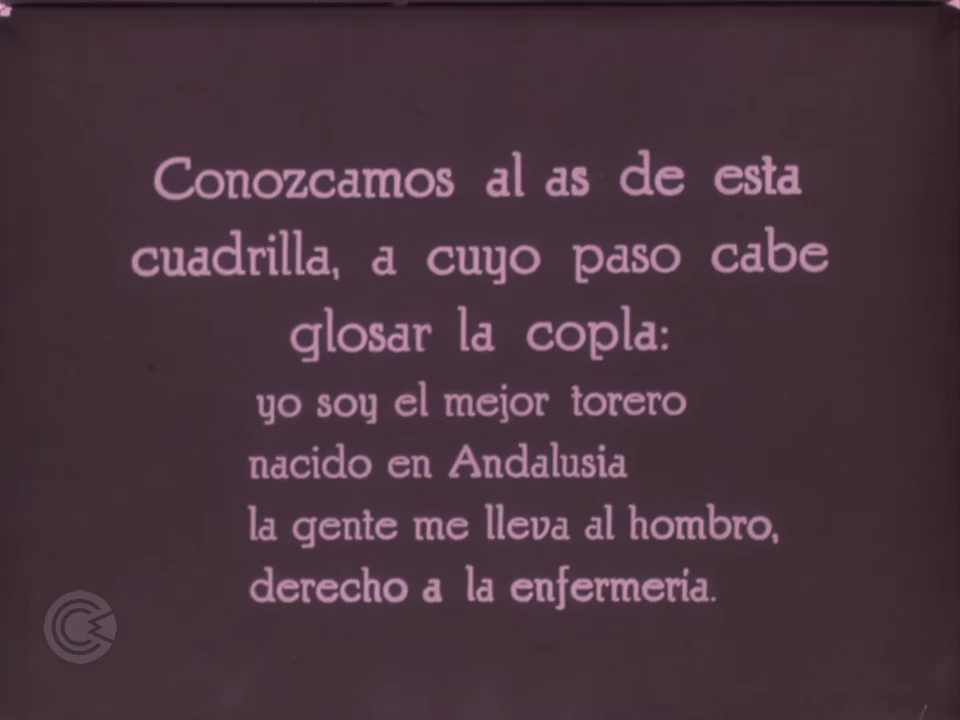 Conozcamos al as de esta
cuadrilla, a cuyo paso cabe
glosar la copla:
yo soy el mejor torero
nacido en Andalusia
la gente me lleva al hombro,
derecho a la enfermeria.